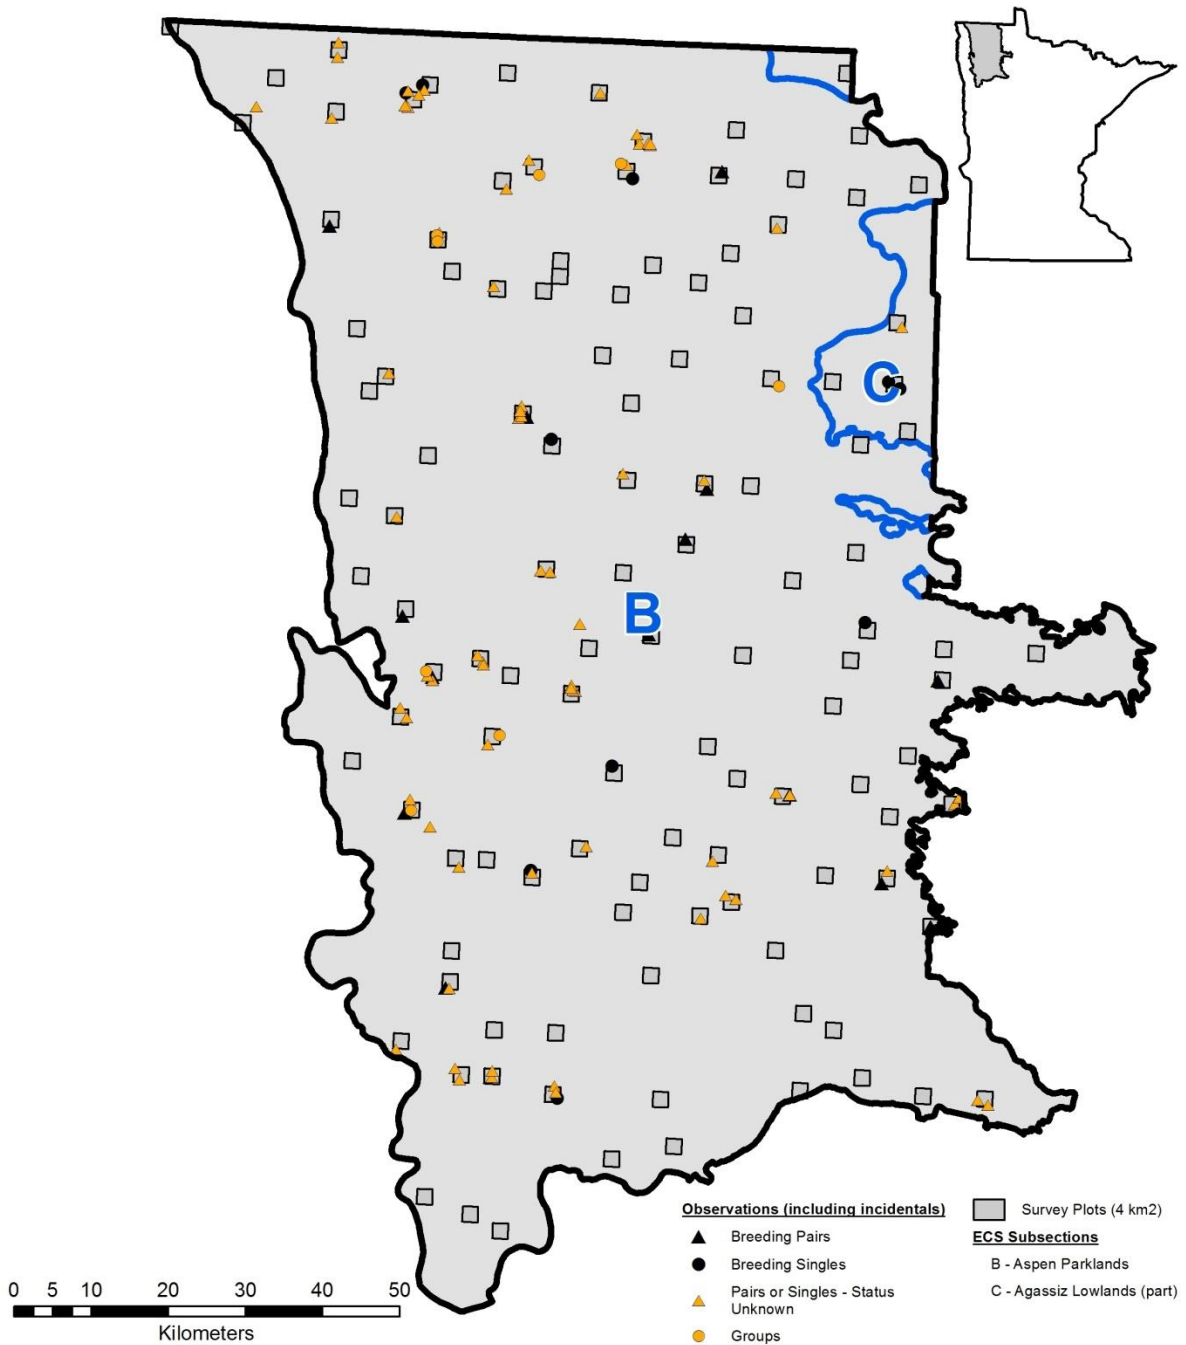 C
B
Observations (including incidentals)
Breeding Pairs
Breeding Singles
Pairs or Singles - Status
Unknown
Groups
Survey Plots (4 km2)
ECS Subsections
B - Aspen Parklands
C - Agassiz Lowlands (part)
0 5 10 20 30 40 50
Kilometers